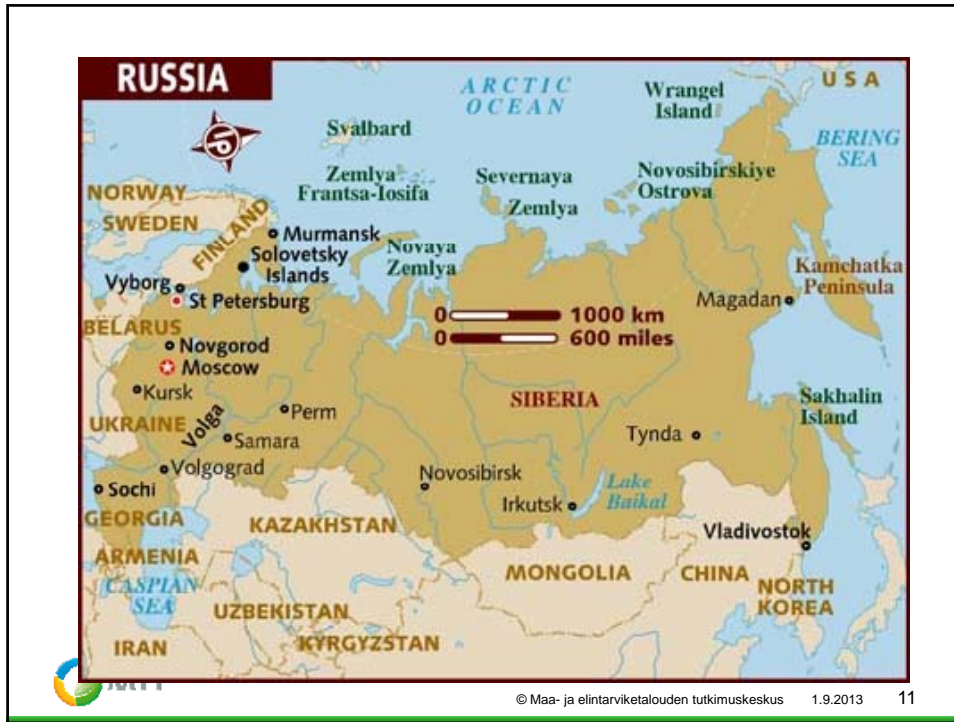 RUSSIA
ARCTIC
OCEAN
USA
Wrangel
Island
BERING
SEA
Svalbard
Zemlya
Frantsa-Iosifa
Severnaya
Zemlya
Novosibirskiye
Ostrova
NORWAY
SWEDEN
FINLAND
Murmansk
Solovetsky
Islands
Novaya
Zemlya
Kamchatka
Peninsula
Vyborg
St Petersburg
Magadan
0 1000 km
0 600 miles
BELARUS
Novgorod
Moscow
Kursk
SIBERIA
Sakhalin
Island
UKRAINE
Volga
Perm
Samara
Tynda
Volgograd
Novosibirsk
Lake
Baikal
Sochi
Irkutsk
GEORGIA
KAZAKHSTAN
Vladivostok
ARMENIA
MONGOLIA
CHINA
NORTH
KOREA
CASPIAN
SEA
UZBEKISTAN
KYRGYZSTAN
IRAN
© Maa- ja elintarviketalouden tutkimuskeskus 1.9.2013 11